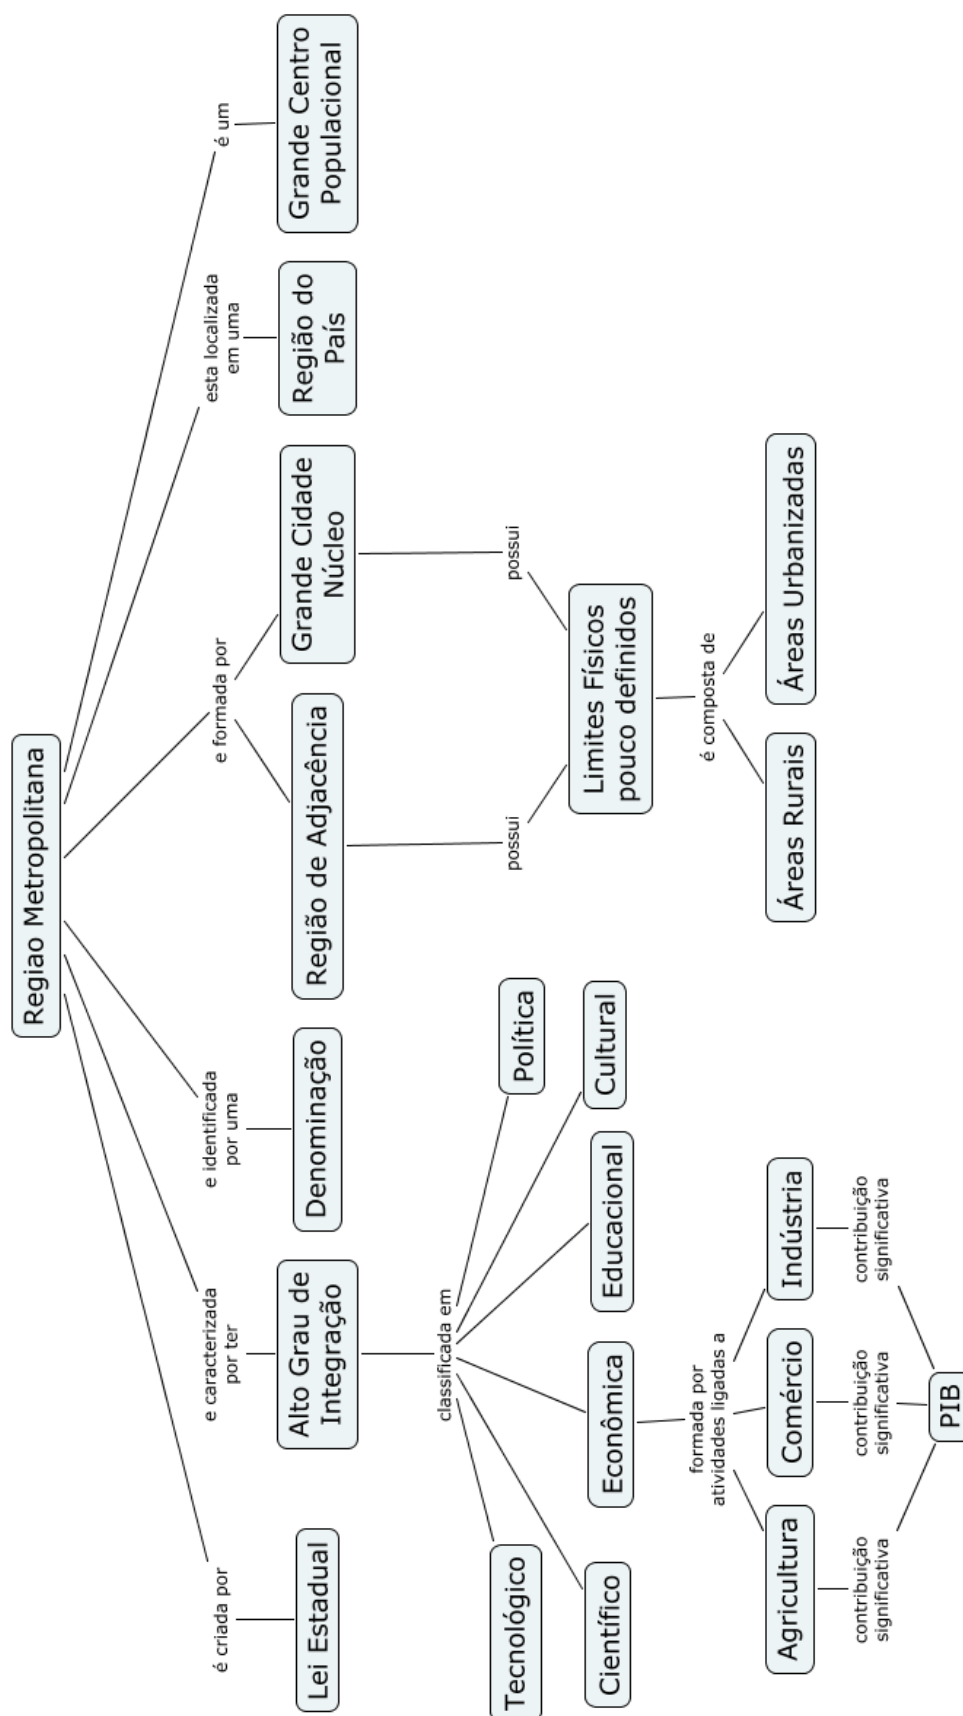 Regiao Metropolitana
é criada por
e caracterizada
por ter
e identificada
por uma
e formada por
esta localizada
em uma
é um
Lei Estadual
Alto Grau de
Integração
Denominação
Região de Adjacência
Grande Cidade
Núcleo
Região do
País
Grande Centro
Populacional
classificada em
possui
possui
Tecnológico
Política
Científico
Econômica
Educacional
Cultural
Limites Físicos
pouco definidos
formada por
atividades ligadas a
é composta de
Agricultura
Comércio
Indústria
Áreas Rurais
Áreas Urbanizadas
contribuição
significativa
contribuição
significativa
contribuição
significativa
PIB